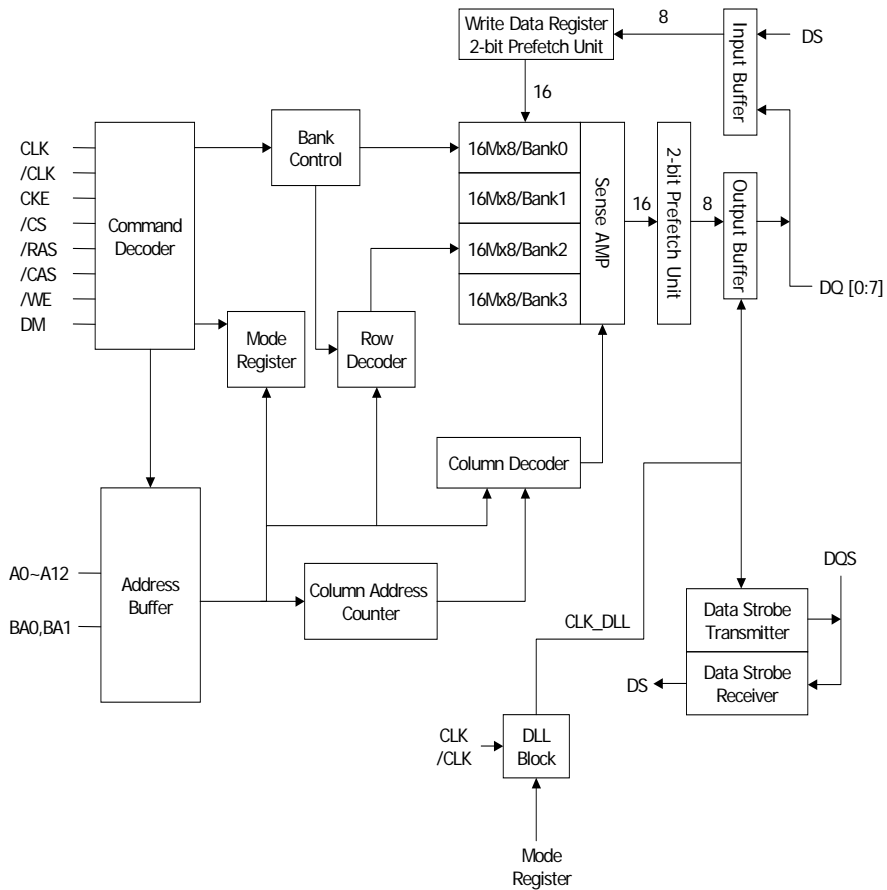 Write Data Register
2-bit Prefetch Unit
8
Input Buffer
DS
16
Bank
Control
CLK
/CLK
CKE
/CS
/RAS
/CAS
/WE
DM
Command
Decoder
16Mx8/Bank0
16Mx8/Bank1
16Mx8/Bank2
16Mx8/Bank3
Sense AMP
16
2-bit Prefetch Unit
8
Output Buffer
DQ [0:7]
Mode
Register
Row
Decoder
Column Decoder
A0~A12
BA0,BA1
Address
Buffer
Column Address
Counter
CLK_DLL
DQS
Data Strobe
Transmitter
Data Strobe
Receiver
DS
CLK
/CLK
DLL
Block
Mode
Register